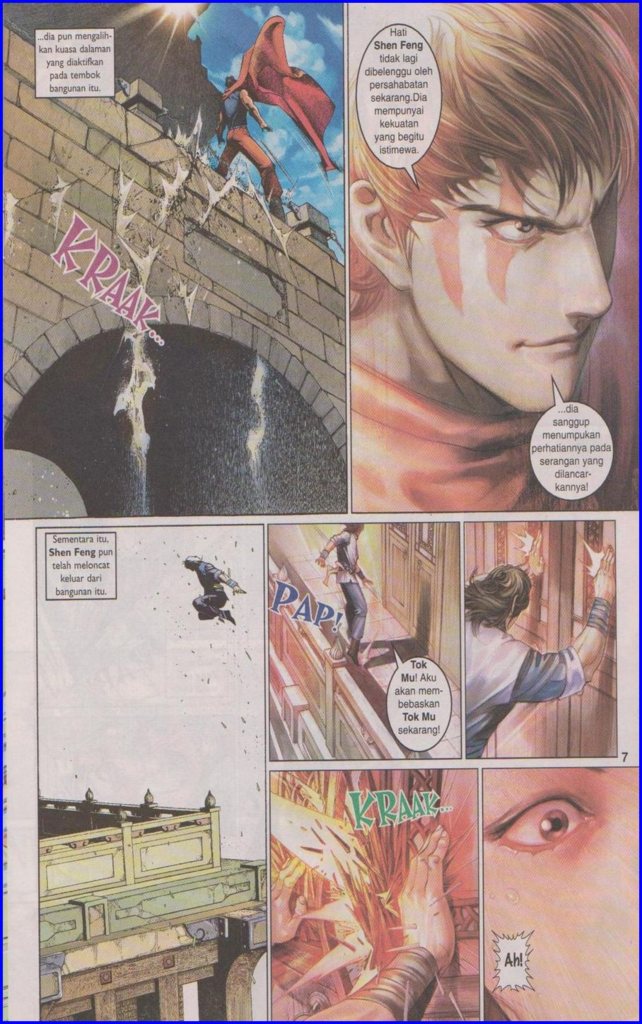 ...dia pun mengalih-
kan kuasa dalaman
yang diaktifkan
pada tembok
bangunan itu.
KRAAK...
Hati
Shen Feng
tidak lagi
dibelenggu oleh
persahabatan
sekarang.Dia
mempunyai
kekuatan
yang begitu
istimewa.
...dia
sanggup
menumpukan
perhatiannya pada
serangan yang
dilancar-
kannya!
Sementara itu,
Shen Feng pun
telah meloncat
keluar dari
bangunan itu.
PAP!
Tok
Mu! Aku
akan mem-
bebaskan
Tok Mu
sekarang!
7
KRAAK...
Ah!